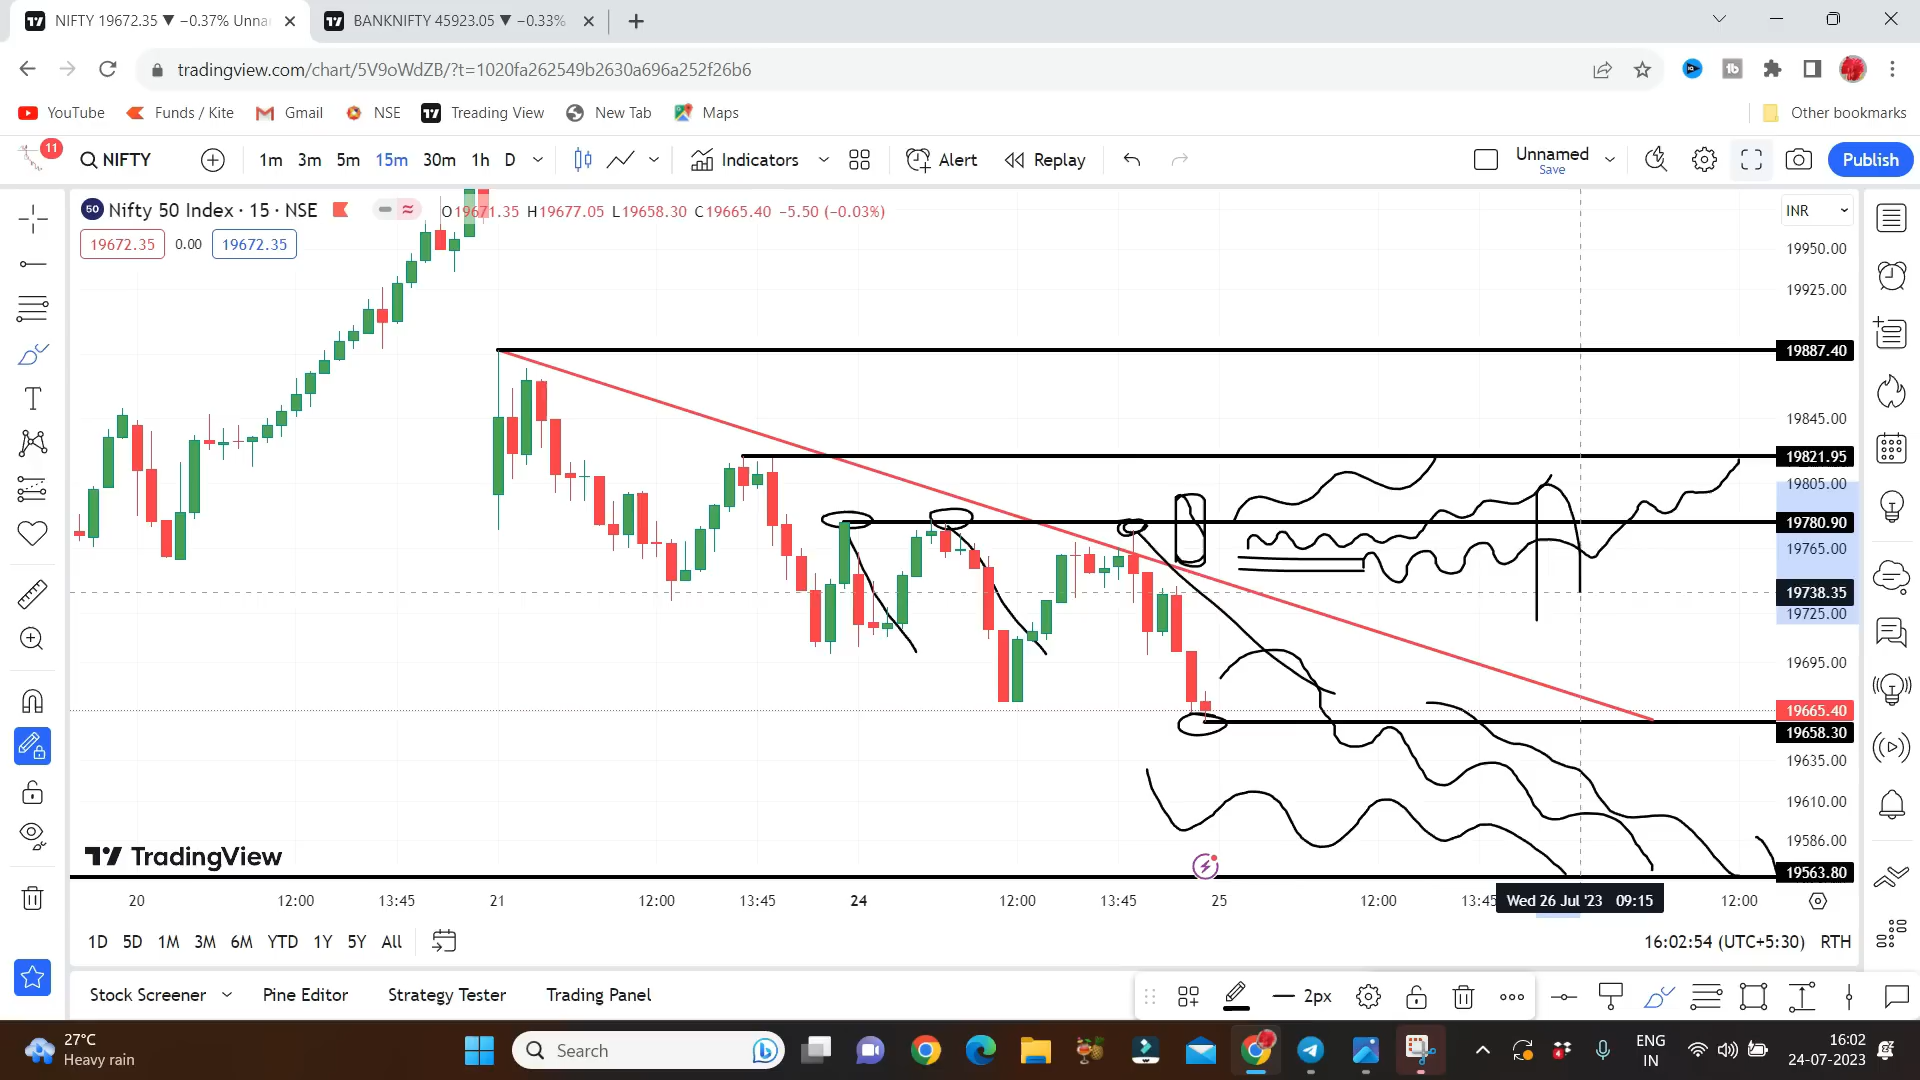 NIFTY 19672.35 ▼ −0.37% Unna
BANKNIFTY 45923.05 ▼ −0.33%
tradingview.com/chart/5V9oWdZB/?t=1020fa262549b2630a696a252f26b6
YouTube Funds / Kite Gmail NSE Treading View New Tab Maps Other bookmarks
11 NIFTY 1m 3m 5m 15m 30m 1h D Indicators Alert Replay Unnamed Publish
Save
50 Nifty 50 Index · 15 · NSE O19671.35 H19677.05 L19658.30 C19665.40 −5.50 (−0.03%) INR
19672.35 0.00 19672.35
19950.00
19925.00
19887.40
19845.00
19821.95
19805.00
19780.90
19765.00
19738.35
19725.00
19695.00
19665.40
19658.30
19635.00
19610.00
19586.00
TradingView
19563.80
20 12:00 13:45 21 12:00 13:45 24 12:00 13:45 25 12:00 13:45 Wed 26 Jul '23 09:15 12:00
1D 5D 1M 3M 6M YTD 1Y 5Y All 16:02:54 (UTC+5:30) RTH
Stock Screener Pine Editor Strategy Tester Trading Panel 2px
27°C
Heavy rain
Search
ENG
IN
16:02
24-07-2023